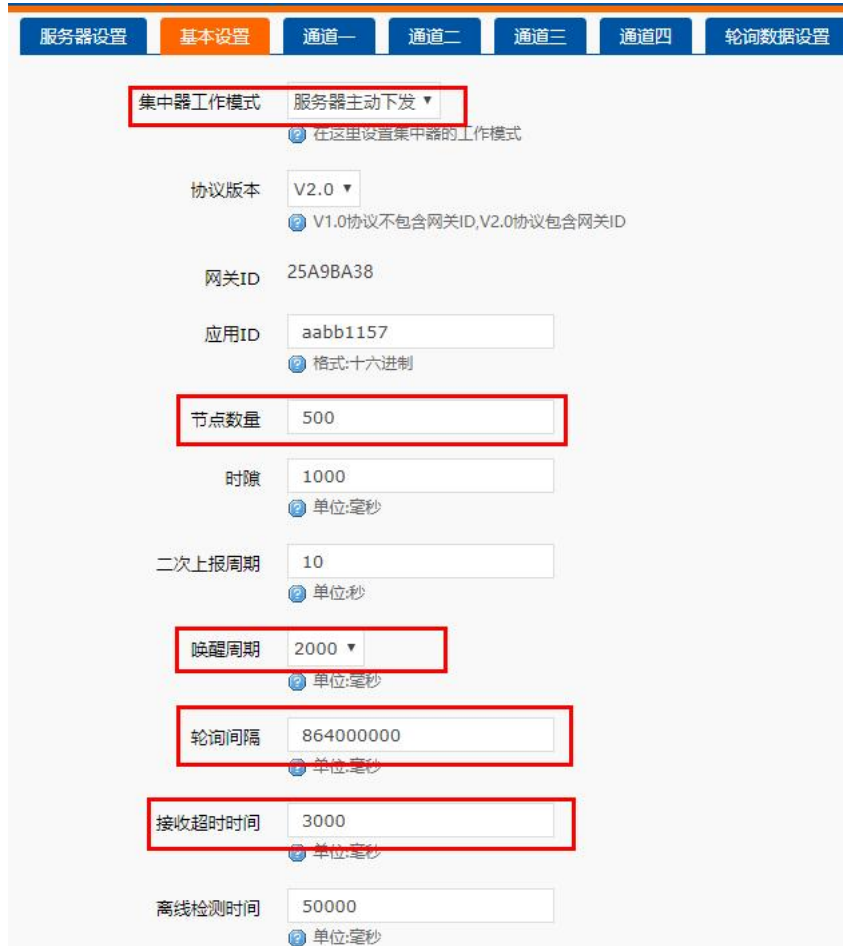 服务器设置 基本设置 通道一 通道二 通道三 通道四 轮询数据设置
集中器工作模式 服务器主动下发
在这里设置集中器的工作模式
协议版本 V2.0
V1.0协议不包含网关ID,V2.0协议包含网关ID
网关ID 25A9BA38
应用ID aabb1157
格式:十六进制
节点数量 500
时隙 1000
单位:毫秒
二次上报周期 10
单位:秒
唤醒周期 2000
单位:毫秒
轮询间隔 864000000
单位:毫秒
接收超时时间 3000
单位:毫秒
离线检测时间 50000
单位:毫秒